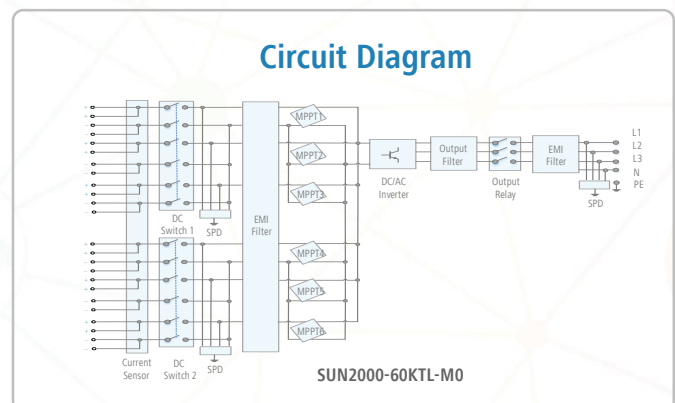 Circuit Diagram
MPPT1
MPPT2
MPPT3
MPPT4
MPPT5
MPPT6
DC
Switch 1
SPD
EMI
Filter
DC/AC
Inverter
Output
Filter
Output
Relay
EMI
Filter
SPD
L1
L2
L3
N
PE
Current
Sensor
DC
Switch 2
SPD
SUN2000-60KTL-M0